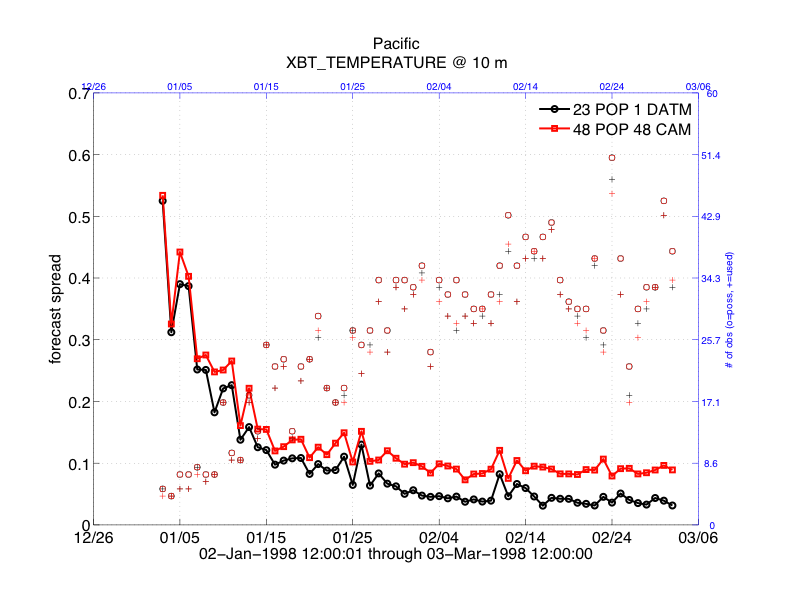 Pacific
XBT_TEMPERATURE @ 10 m
12/26 01/05 01/15 01/25 02/04 02/14 02/24 03/06
0.7 60
23 POP 1 DATM
48 POP 48 CAM
0.6 51.4
0.5 42.9
0.4 34.3
0.3 25.7
0.2 17.1
0.1 8.6
0 0
forecast spread
# of obs (o=poss, +=used)
12/26 01/05 01/15 01/25 02/04 02/14 02/24 03/06
02-Jan-1998 12:00:01 through 03-Mar-1998 12:00:00